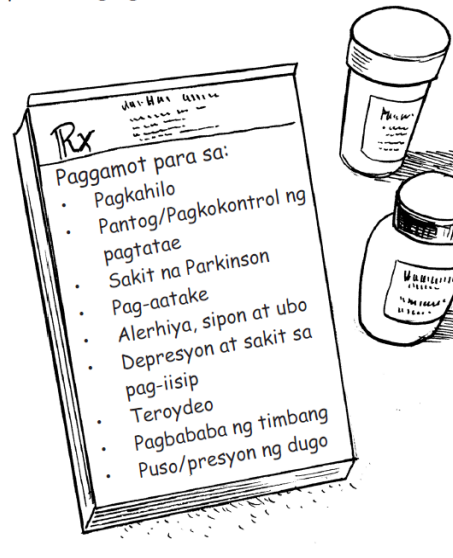 Rx
Paggamot para sa:
· Pagkahilo
· Pantog/Pagkokontrol ng
pagtatae
· Sakit na Parkinson
· Pag-aatake
· Alerhiya, sipon at ubo
· Depresyon at sakit sa
pag-iisip
· Teroydeo
· Pagbababa ng timbang
· Puso/presyon ng dugo